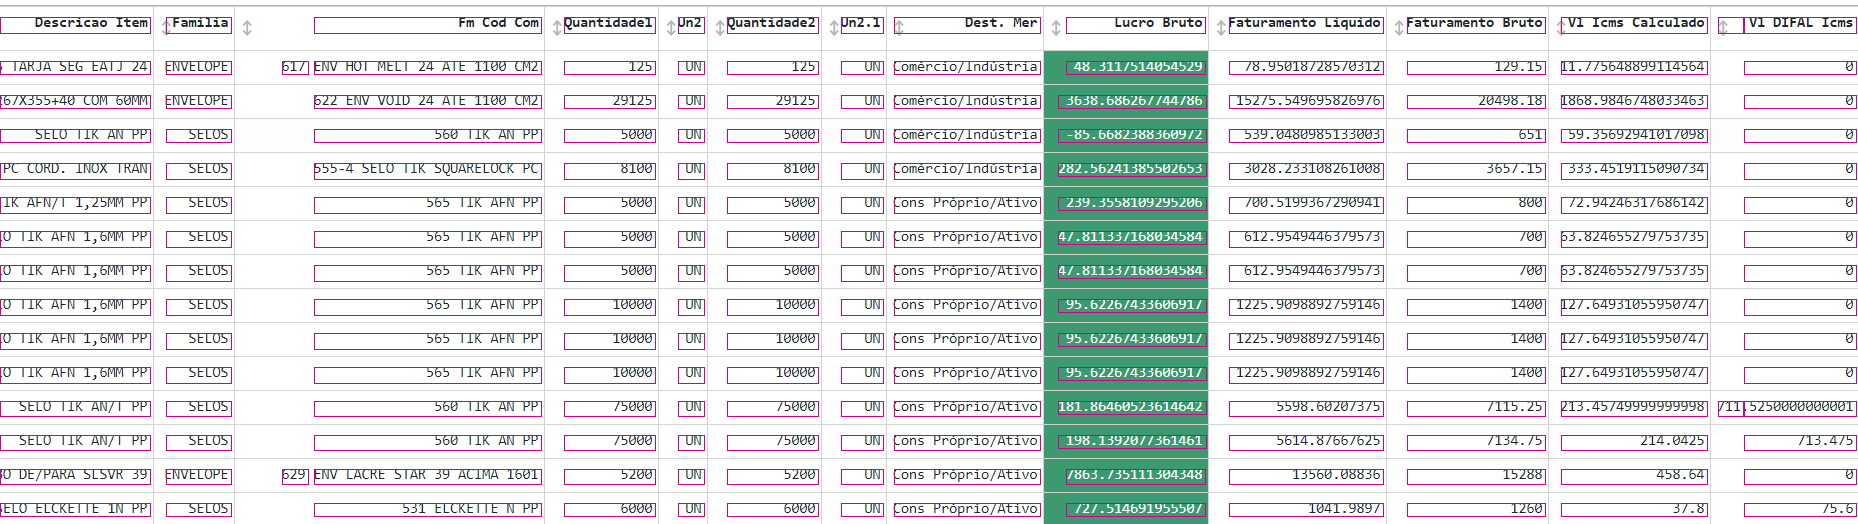 Descricao Item Familia Fm Cod Com Quantidade1 Un2 Quantidade2 Un2.1 Dest. Mer Lucro Bruto Faturamento Líquido Faturamento Bruto Vl Icms Calculado Vl DIFAL Icms
TARJA SEG EATJ 24 ENVELOPE 617 ENV HOT MELT 24 ATE 1100 CM2 125 UN 125 UN Comércio/Indústria 48.3117514054529 78.95018728570312 129.15 11.775648899114564 0
67X355+40 COM 60MM ENVELOPE 622 ENV VOID 24 ATE 1100 CM2 29125 UN 29125 UN Comércio/Indústria 3638.686267744786 15275.549695826976 20498.18 1868.9846748033463 0
SELO TIK AN PP SELOS 560 TIK AN PP 5000 UN 5000 UN Comércio/Indústria -85.6682388360972 539.0480985133003 651 59.35692941017098 0
PC CORD. INOX TRAN SELOS 555-4 SELO TIK SQUARELOCK PC 8100 UN 8100 UN Comércio/Indústria 282.56241385502653 3028.233108261008 3657.15 333.4519115090734 0
IK AFN/T 1,25MM PP SELOS 565 TIK AFN PP 5000 UN 5000 UN Cons Próprio/Ativo 239.3558109295206 700.5199367290941 800 72.94246317686142 0
O TIK AFN 1,6MM PP SELOS 565 TIK AFN PP 5000 UN 5000 UN Cons Próprio/Ativo 47.811337168034584 612.9549446379573 700 63.824655279753735 0
O TIK AFN 1,6MM PP SELOS 565 TIK AFN PP 5000 UN 5000 UN Cons Próprio/Ativo 47.811337168034584 612.9549446379573 700 63.824655279753735 0
O TIK AFN 1,6MM PP SELOS 565 TIK AFN PP 10000 UN 10000 UN Cons Próprio/Ativo 95.62267433606917 1225.9098892759146 1400 127.64931055950747 0
O TIK AFN 1,6MM PP SELOS 565 TIK AFN PP 10000 UN 10000 UN Cons Próprio/Ativo 95.62267433606917 1225.9098892759146 1400 127.64931055950747 0
O TIK AFN 1,6MM PP SELOS 565 TIK AFN PP 10000 UN 10000 UN Cons Próprio/Ativo 95.62267433606917 1225.9098892759146 1400 127.64931055950747 0
SELO TIK AN/T PP SELOS 560 TIK AN PP 75000 UN 75000 UN Cons Próprio/Ativo 181.86460523614642 5598.60207375 7115.25 213.45749999999998 711.5250000000001
SELO TIK AN/T PP SELOS 560 TIK AN PP 75000 UN 75000 UN Cons Próprio/Ativo 198.1392077361461 5614.87667625 7134.75 214.0425 713.475
O DE/PARA SLSVR 39 ENVELOPE 629 ENV LACRE STAR 39 ACIMA 1601 5200 UN 5200 UN Cons Próprio/Ativo 7863.735111304348 13560.08836 15288 458.64 0
ELO ELCKETTE 1N PP SELOS 531 ELCKETTE N PP 6000 UN 6000 UN Cons Próprio/Ativo 727.514691955507 1041.9897 1260 37.8 75.6